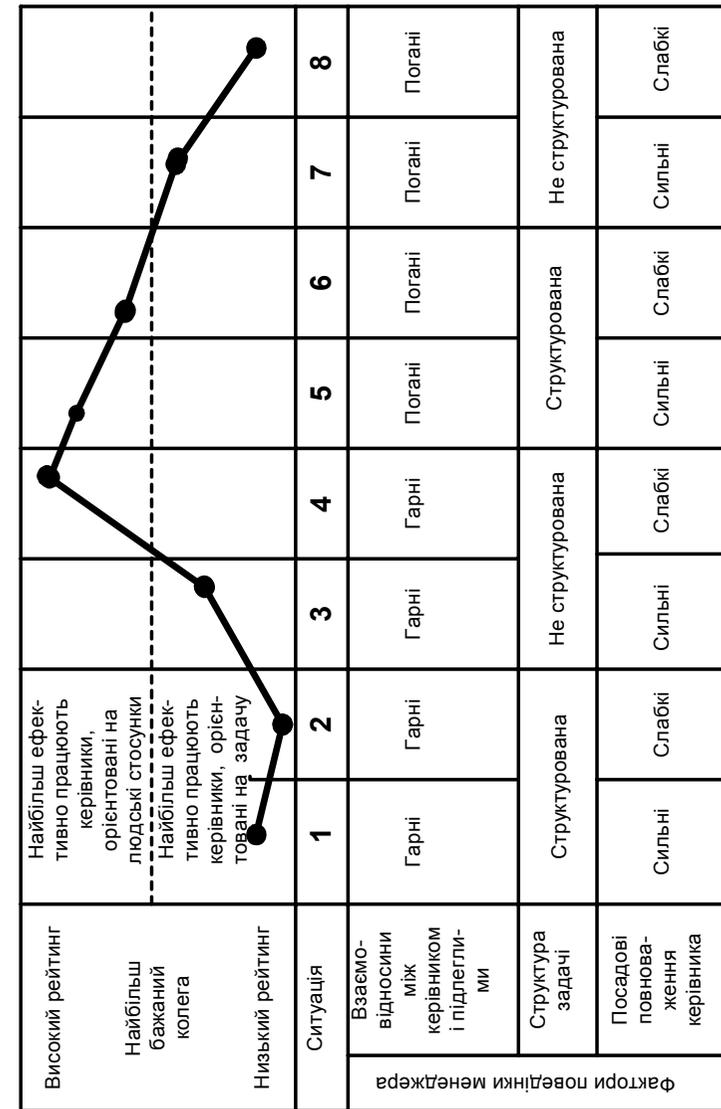 Високий рейтинг
Найбільш
бажаний
колега
Низький рейтинг
Найбільш ефек-
тивно працюють
керівники,
орієнтовані на
людські стосунки
Найбільш ефек-
тивно працюють
керівники, орієн-
товані на задачу
Ситуація
1
2
3
4
5
6
7
8
Фактори поведінки менеджера
Взаємо-
відносини
між
керівником
і підлегли-
ми
Гарні
Гарні
Гарні
Гарні
Погані
Погані
Погані
Погані
Структура
задачі
Структурована
Не структурована
Структурована
Не структурована
Посадові
повнова-
ження
керівника
Сильні
Слабкі
Сильні
Слабкі
Сильні
Слабкі
Сильні
Слабкі